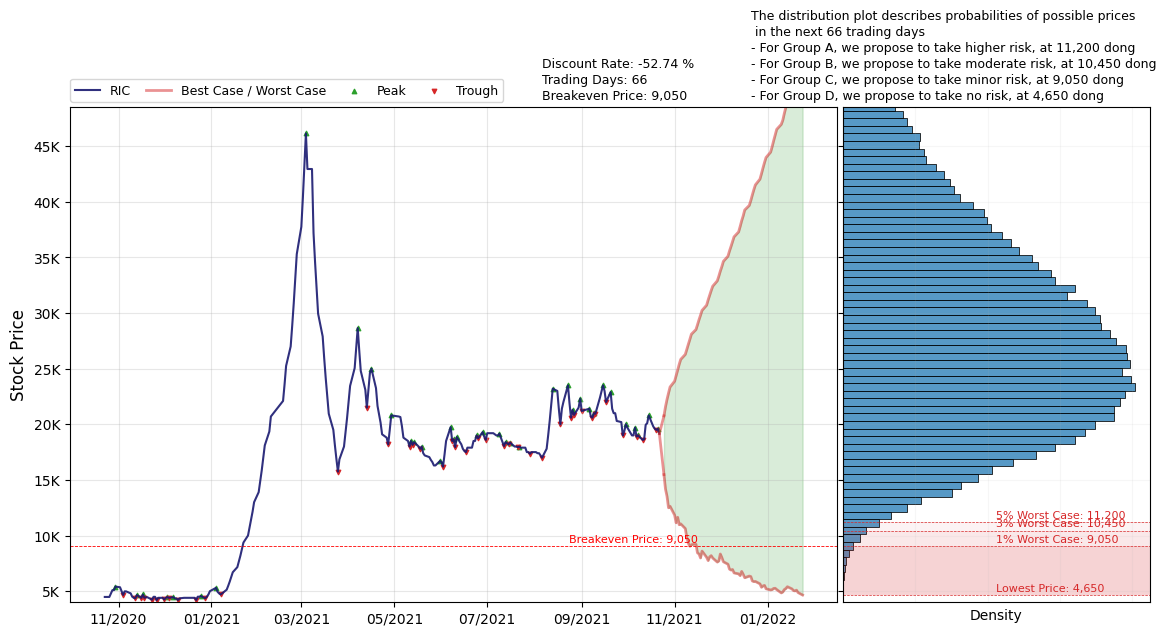 The distribution plot describes probabilities of possible prices
in the next 66 trading days
- For Group A, we propose to take higher risk, at 11,200 dong
- For Group B, we propose to take moderate risk, at 10,450 dong
- For Group C, we propose to take minor risk, at 9,050 dong
- For Group D, we propose to take no risk, at 4,650 dong
Discount Rate: -52.74 %
Trading Days: 66
Breakeven Price: 9,050
RIC
Best Case / Worst Case
Peak
Trough
Stock Price
45K
40K
35K
30K
25K
20K
15K
10K
5K
Breakeven Price: 9,050
5% Worst Case: 11,200
3% Worst Case: 10,450
1% Worst Case: 9,050
Lowest Price: 4,650
11/2020
01/2021
03/2021
05/2021
07/2021
09/2021
11/2021
01/2022
Density